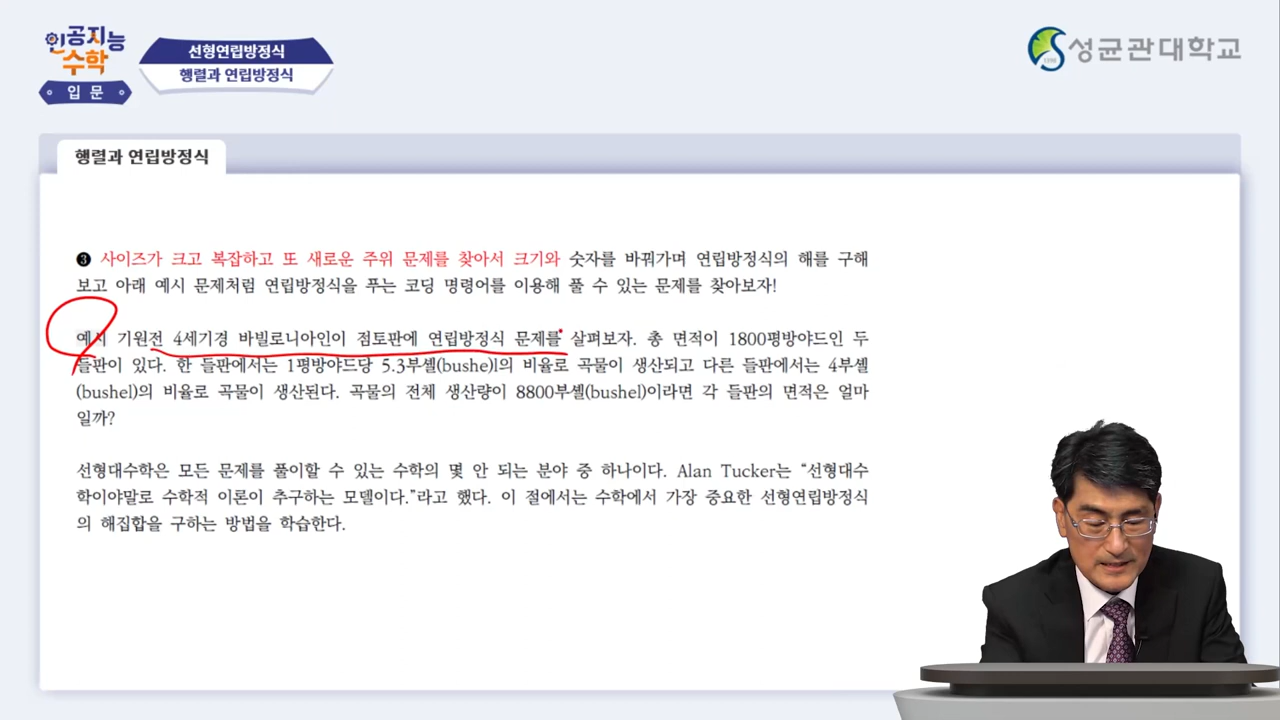 인공지능
수학
입문
선형연립방정식
행렬과 연립방정식
성균관대학교
행렬과 연립방정식
❸ 사이즈가 크고 복잡하고 또 새로운 주위 문제를 찾아서 크기와 숫자를 바꿔가며 연립방정식의 해를 구해
보고 아래 예시 문제처럼 연립방정식을 푸는 코딩 명령어를 이용해 풀 수 있는 문제를 찾아보자!
예시 기원전 4세기경 바빌로니아인이 점토판에 연립방정식 문제를 살펴보자. 총 면적이 1800평방야드인 두
들판이 있다. 한 들판에서는 1평방야드당 5.3부셸(bushe)l의 비율로 곡물이 생산되고 다른 들판에서는 4부셸
(bushel)의 비율로 곡물이 생산된다. 곡물의 전체 생산량이 8800부셸(bushel)이라면 각 들판의 면적은 얼마
일까?
선형대수학은 모든 문제를 풀이할 수 있는 수학의 몇 안 되는 분야 중 하나이다. Alan Tucker는 “선형대수
학이야말로 수학적 이론이 추구하는 모델이다.”라고 했다. 이 절에서는 수학에서 가장 중요한 선형연립방정식
의 해집합을 구하는 방법을 학습한다.